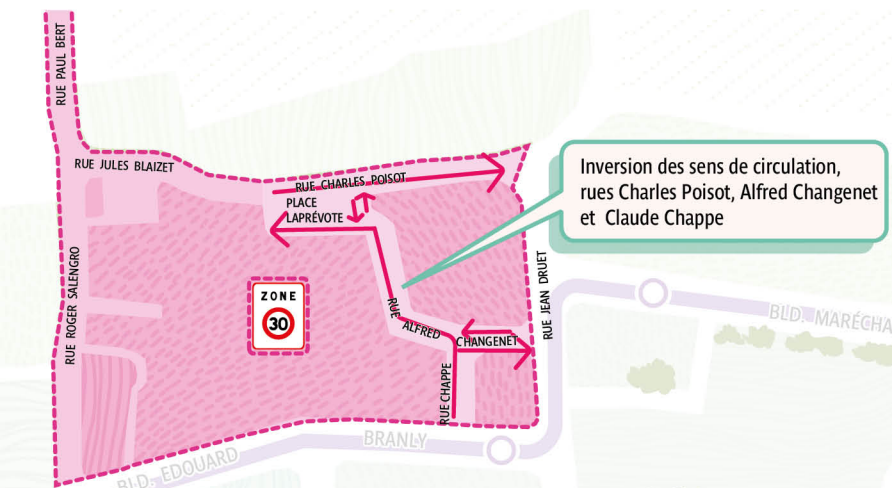 RUE PAUL BERT
RUE JULES BLAIZET
RUE CHARLES POISOT
PLACE
LAPRÉVOTE
Inversion des sens de circulation,
rues Charles Poisot, Alfred Changenet
et Claude Chappe
RUE ROGER SALENGRO
ZONE
30
RUE ALFRED CHANGENET
RUE JEAN DRUET
BLD. MARÉCHA
RUE CHAPPE
BLD. EDOUARD BRANLY